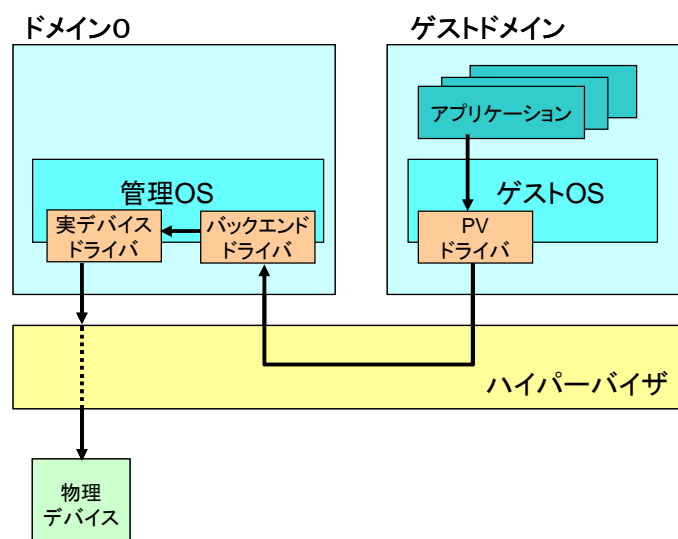 ドメイン0
ゲストドメイン
アプリケーション
管理OS
ゲストOS
実デバイス
ドライバ
バックエンド
ドライバ
PV
ドライバ
ハイパーバイザ
物理
デバイス